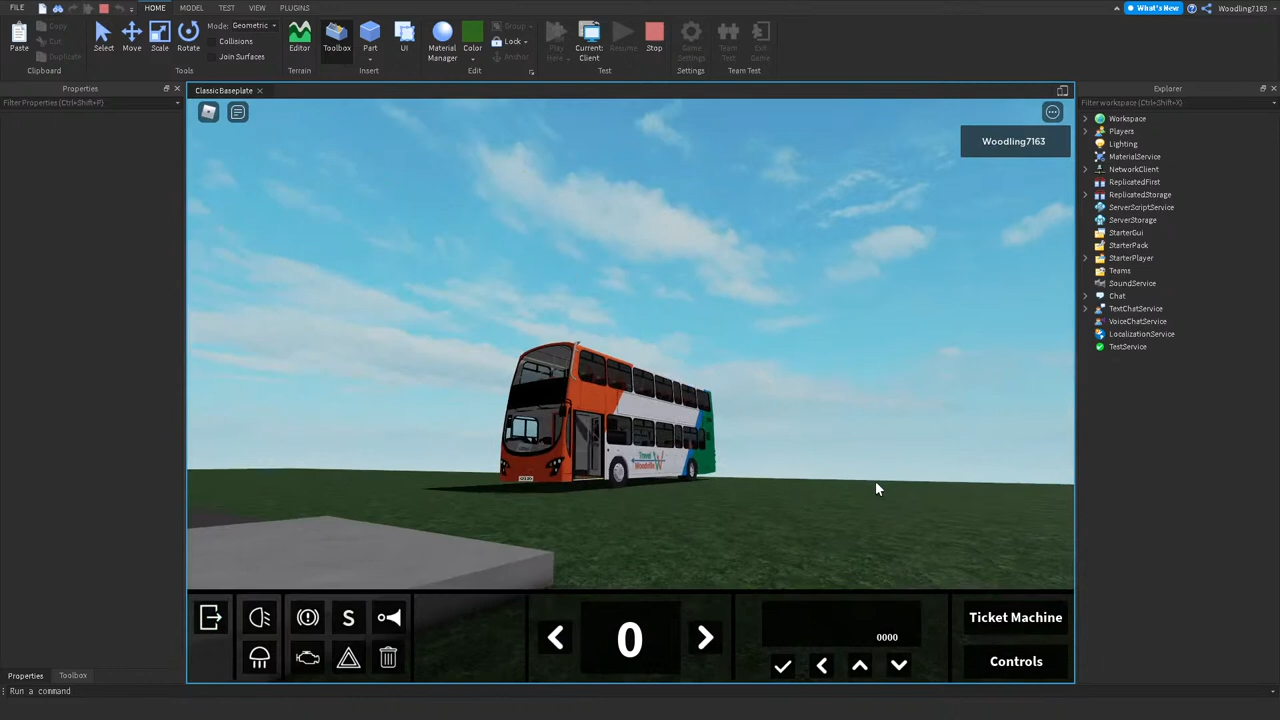 FILE HOME MODEL TEST VIEW PLUGINS What's New Woodling7163
Paste Copy Cut Duplicate Select Move Scale Rotate Mode: Geometric Collisions Join Surfaces Editor Toolbox Part UI Material Manager Color Group Lock Anchor Play Here Current: Client Resume Stop Game Settings Team Test Exit Game
Clipboard Tools Terrain Insert Edit Test Settings Team Test
Properties
Filter Properties (Ctrl+Shift+P)
ClassicBaseplate
Explorer
Filter workspace (Ctrl+Shift+X)
Woodling7163
Workspace
Players
Lighting
MaterialService
NetworkClient
ReplicatedFirst
ReplicatedStorage
ServerScriptService
ServerStorage
StarterGui
StarterPack
StarterPlayer
Teams
SoundService
Chat
TextChatService
VoiceChatService
LocalizationService
TestService
Travel
S
0
0000
Ticket Machine
Controls
Properties Toolbox
Run a command